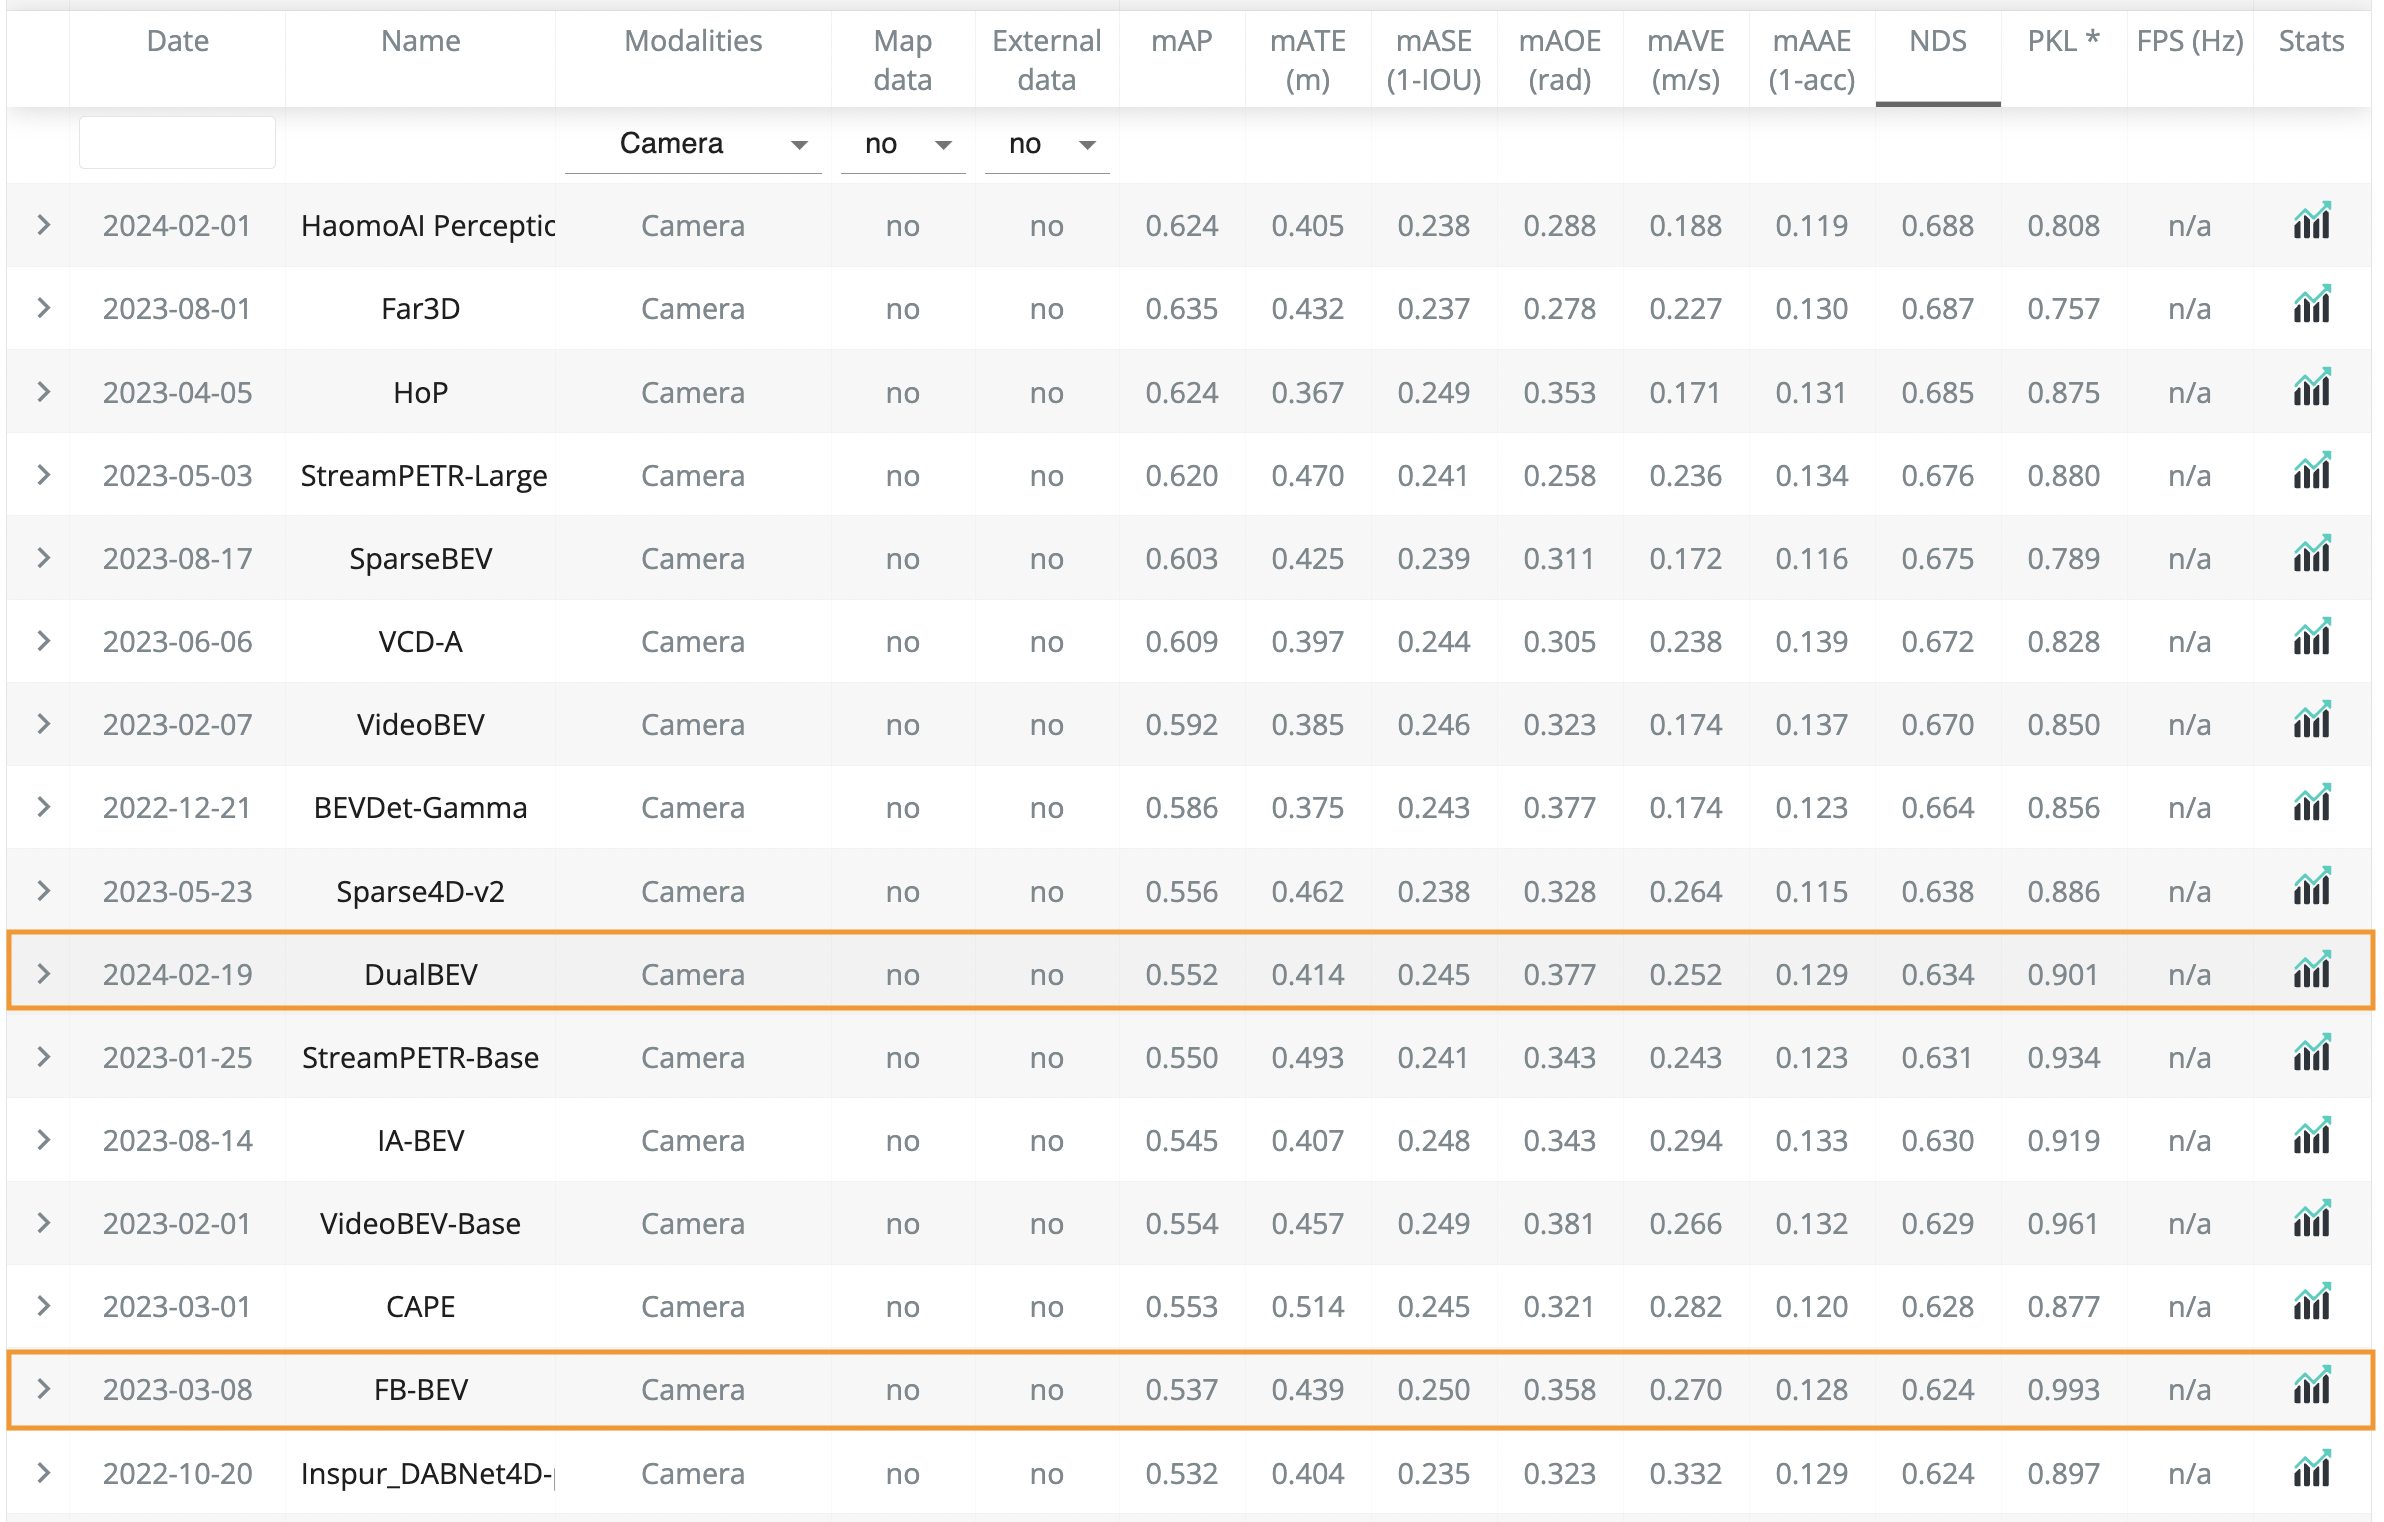 Date Name Modalities Map data External data mAP mATE (m) mASE (1-IOU) mAOE (rad) mAVE (m/s) mAAE (1-acc) NDS PKL * FPS (Hz) Stats
Camera no no
2024-02-01 HaomoAI Perceptic Camera no no 0.624 0.405 0.238 0.288 0.188 0.119 0.688 0.808 n/a
2023-08-01 Far3D Camera no no 0.635 0.432 0.237 0.278 0.227 0.130 0.687 0.757 n/a
2023-04-05 HoP Camera no no 0.624 0.367 0.249 0.353 0.171 0.131 0.685 0.875 n/a
2023-05-03 StreamPETR-Large Camera no no 0.620 0.470 0.241 0.258 0.236 0.134 0.676 0.880 n/a
2023-08-17 SparseBEV Camera no no 0.603 0.425 0.239 0.311 0.172 0.116 0.675 0.789 n/a
2023-06-06 VCD-A Camera no no 0.609 0.397 0.244 0.305 0.238 0.139 0.672 0.828 n/a
2023-02-07 VideoBEV Camera no no 0.592 0.385 0.246 0.323 0.174 0.137 0.670 0.850 n/a
2022-12-21 BEVDet-Gamma Camera no no 0.586 0.375 0.243 0.377 0.174 0.123 0.664 0.856 n/a
2023-05-23 Sparse4D-v2 Camera no no 0.556 0.462 0.238 0.328 0.264 0.115 0.638 0.886 n/a
2024-02-19 DualBEV Camera no no 0.552 0.414 0.245 0.377 0.252 0.129 0.634 0.901 n/a
2023-01-25 StreamPETR-Base Camera no no 0.550 0.493 0.241 0.343 0.243 0.123 0.631 0.934 n/a
2023-08-14 IA-BEV Camera no no 0.545 0.407 0.248 0.343 0.294 0.133 0.630 0.919 n/a
2023-02-01 VideoBEV-Base Camera no no 0.554 0.457 0.249 0.381 0.266 0.132 0.629 0.961 n/a
2023-03-01 CAPE Camera no no 0.553 0.514 0.245 0.321 0.282 0.120 0.628 0.877 n/a
2023-03-08 FB-BEV Camera no no 0.537 0.439 0.250 0.358 0.270 0.128 0.624 0.993 n/a
2022-10-20 Inspur_DABNet4D- Camera no no 0.532 0.404 0.235 0.323 0.332 0.129 0.624 0.897 n/a